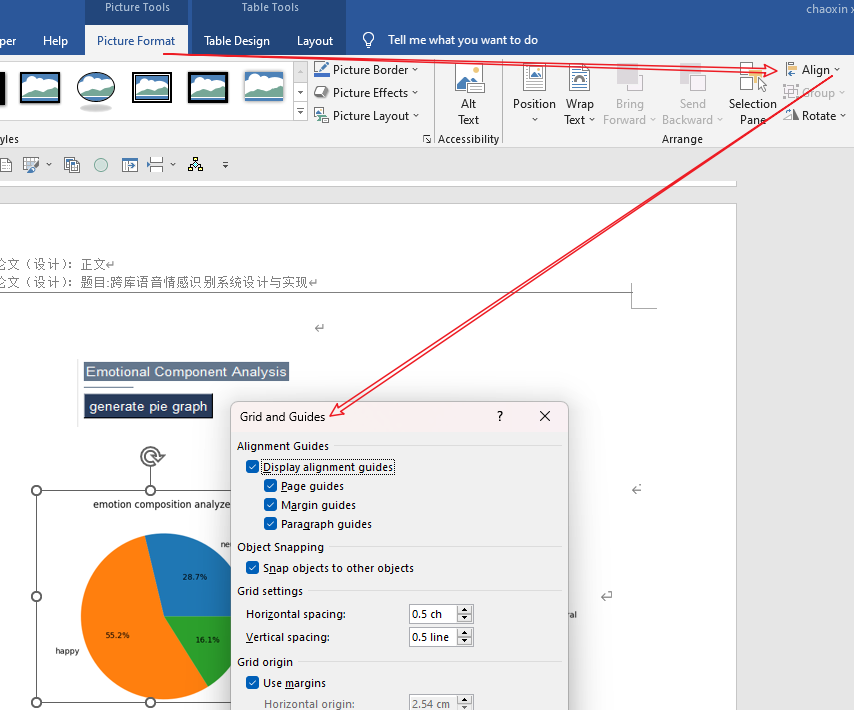 Picture Tools Table Tools chaoxin x
per Help Picture Format Table Design Layout Tell me what you want to do
Picture Border
Picture Effects
Picture Layout
Alt
Text
Position
Wrap
Text
Bring
Forward
Send
Backward
Selection
Pane
Align
Group
Rotate
yles Accessibility Arrange
论文（设计）：正文↵
论文（设计）：题目:跨库语音情感识别系统设计与实现↵
↵
Emotional Component Analysis
generate pie graph
Grid and Guides ? ×
Alignment Guides
Display alignment guides
Page guides
Margin guides
Paragraph guides
Object Snapping
Snap objects to other objects
Grid settings
Horizontal spacing: 0.5 ch
Vertical spacing: 0.5 line
Grid origin
Use margins
Horizontal origin: 2.54 cm
emotion composition analyze
ne
28.7%
55.2%
16.1%
happy
al